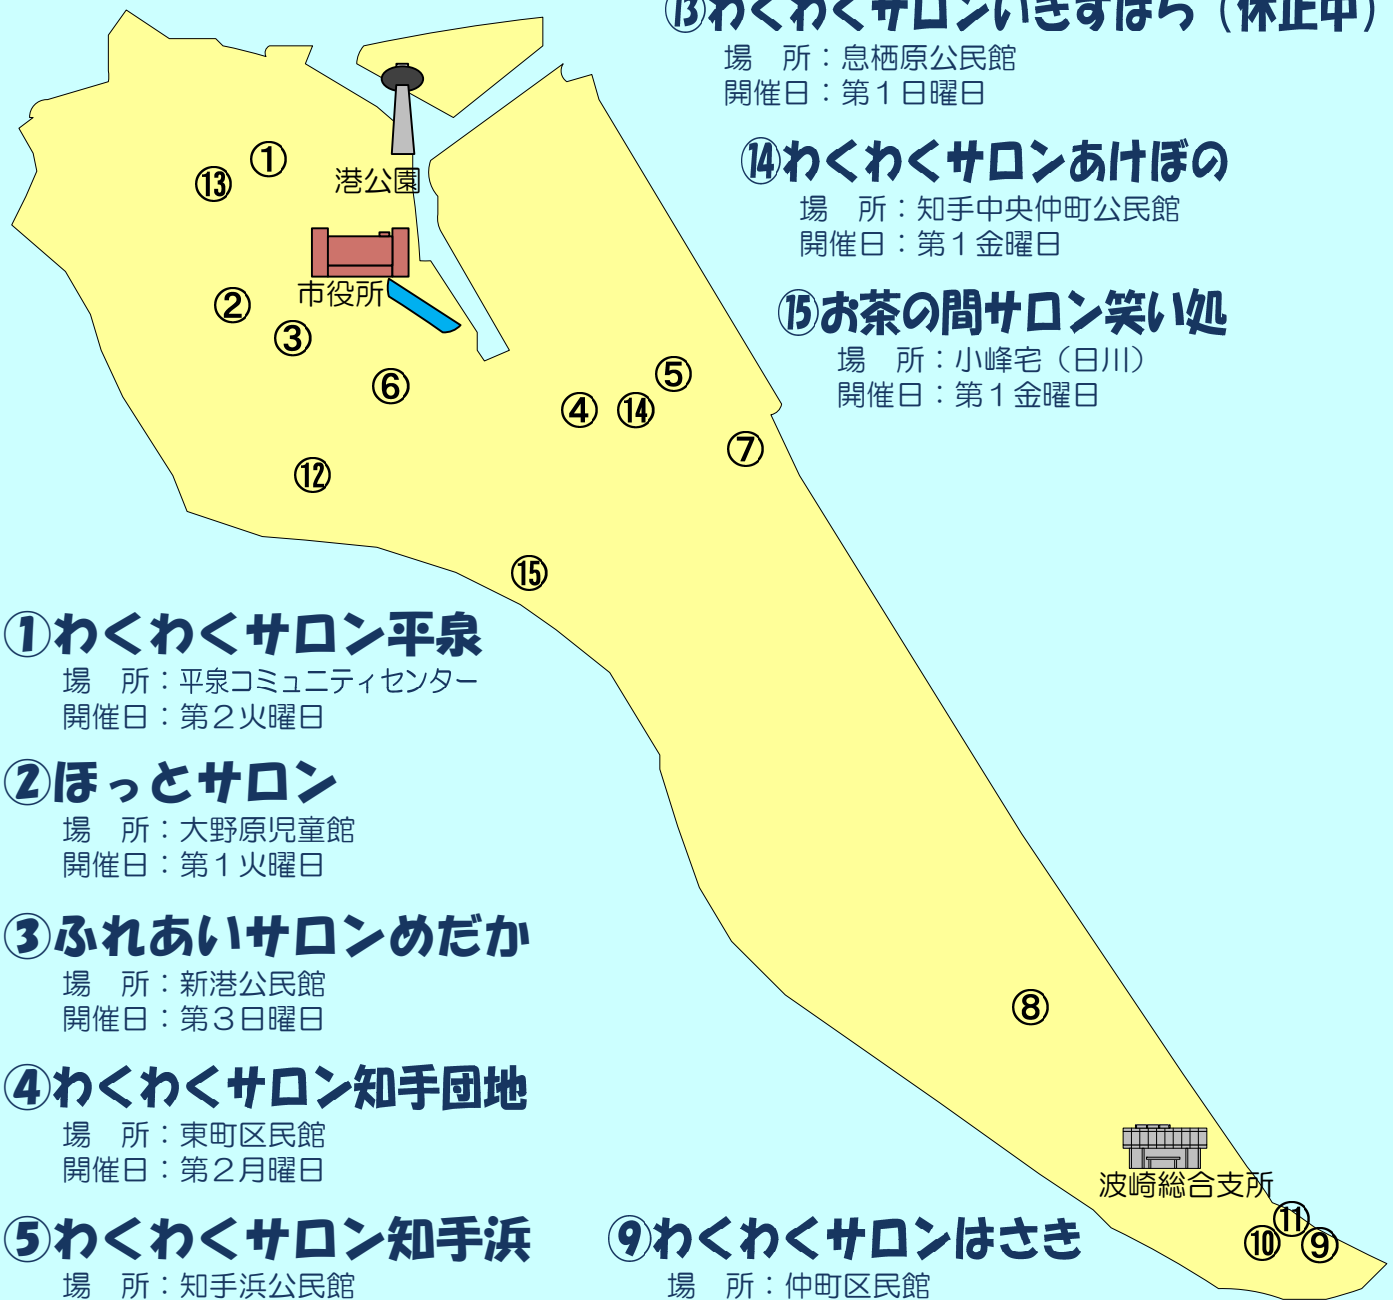 ⑬わくわくサロンいきすはら（休止中）
場　所：息栖原公民館
開催日：第１日曜日
⑭わくわくサロンあけぼの
場　所：知手中央仲町公民館
開催日：第１金曜日
⑮お茶の間サロン笑い処
場　所：小峰宅（日川）
開催日：第１金曜日
①
⑬
港公園
市役所
②
③
⑥
④
⑭
⑤
⑦
⑫
⑮
①わくわくサロン平泉
場　所：平泉コミュニティセンター
開催日：第２火曜日
②ほっとサロン
場　所：大野原児童館
開催日：第１火曜日
③ふれあいサロンめだか
場　所：新港公民館
開催日：第３日曜日
④わくわくサロン知手団地
場　所：東町区民館
開催日：第２月曜日
⑤わくわくサロン知手浜
場　所：知手浜公民館
⑧
波崎総合支所
⑪
⑩
⑨
⑨わくわくサロンはさき
場　所：仲町区民館